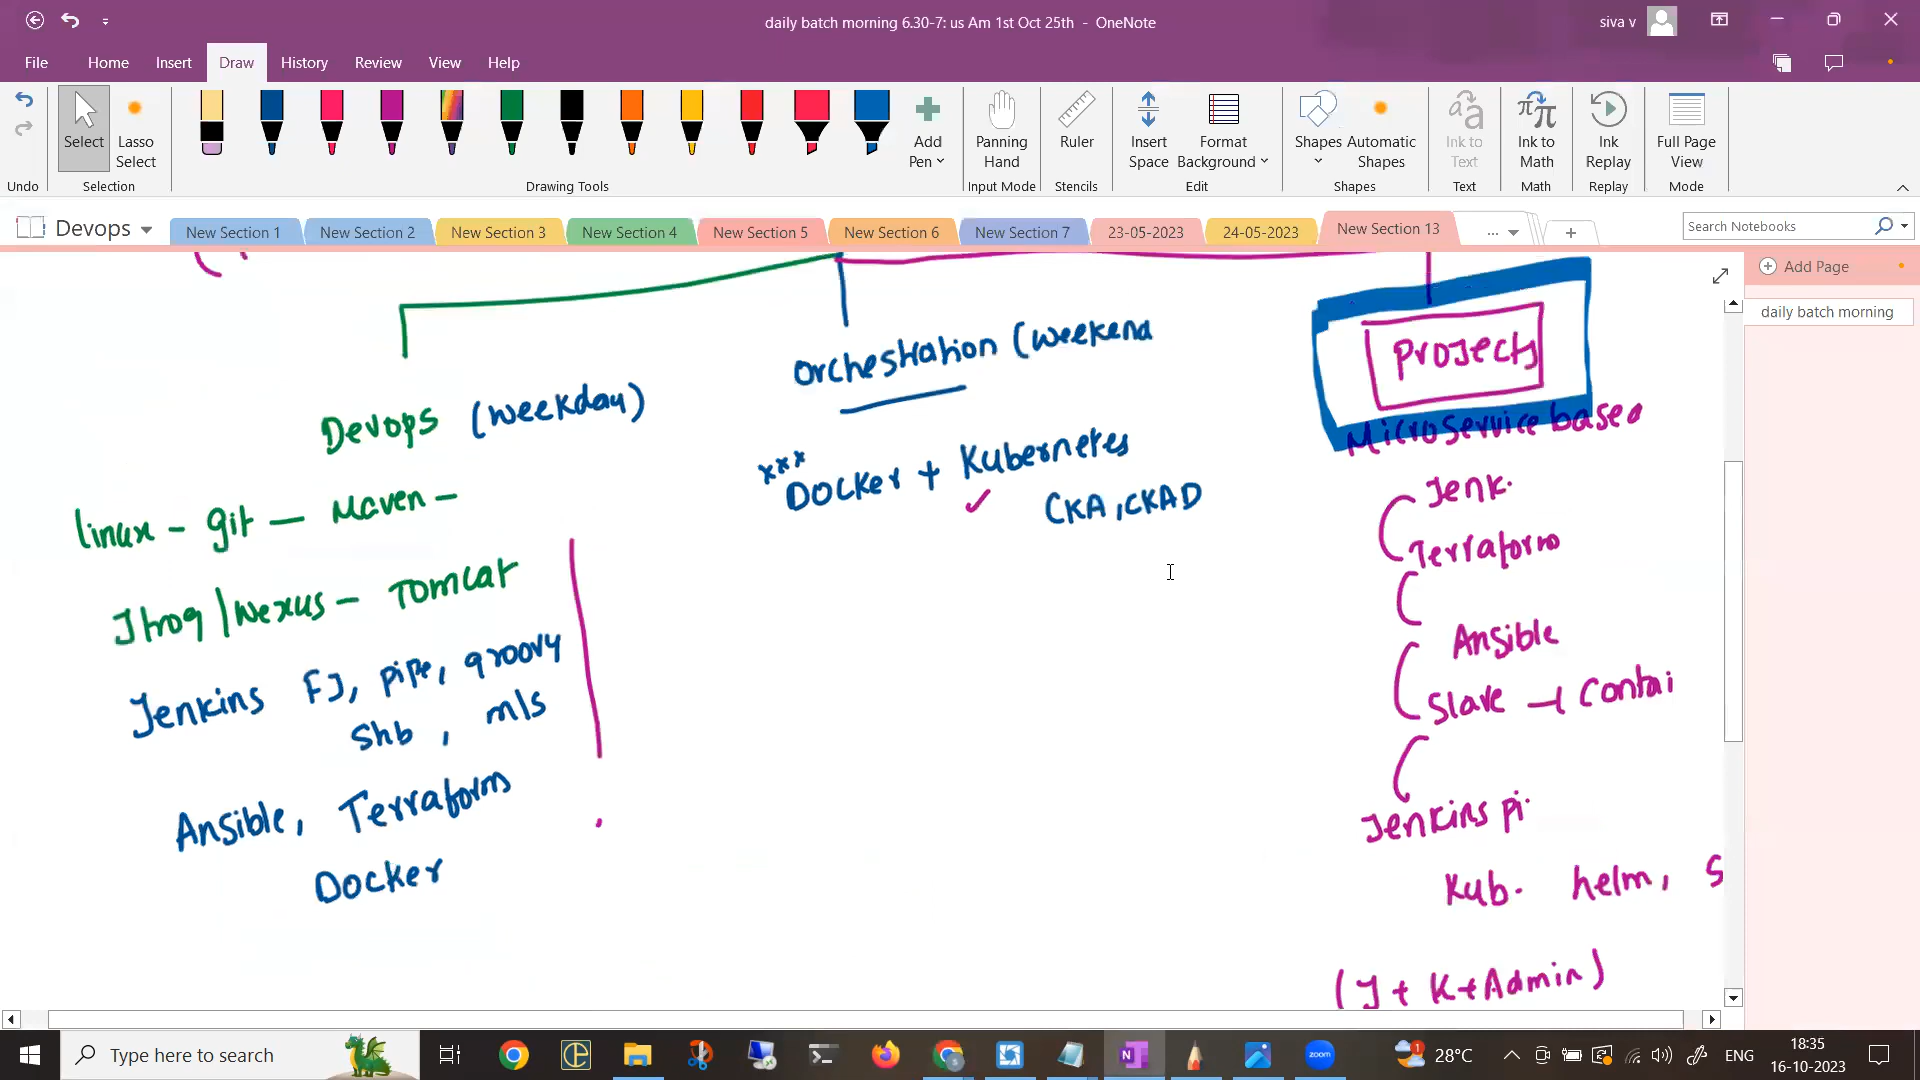 daily batch morning 6.30-7: us Am 1st Oct 25th - OneNote
siva v
File Home Insert Draw History Review View Help
Select
Lasso Select
Add Pen
Panning Hand
Ruler
Insert Space
Format Background
Shapes
Automatic Shapes
Ink to Text
Ink to Math
Ink Replay
Full Page View
Undo Selection Drawing Tools Input Mode Stencils Edit Shapes Text Math Replay Mode
Devops
New Section 1 New Section 2 New Section 3 New Section 4 New Section 5 New Section 6 New Section 7 23-05-2023 24-05-2023 New Section 13 ...
Search Notebooks
Add Page
daily batch morning
Devops (weekday)
linux - git - Maven -
Jfrog / Nexus - Tomcat
Jenkins FJ, pipe, groovy
Shb , mls
Ansible, Terraforms
Docker
Orchestration (weekend
*** Docker + Kubernetes
CKA, CKAD
Projects
Microservice based
Jenk.
Terraform
Ansible
Slave → Contai
Jenkins pi
Kub. helm, S
(J + K + Admin)
Type here to search
zoom
28°C
ENG
18:35
16-10-2023